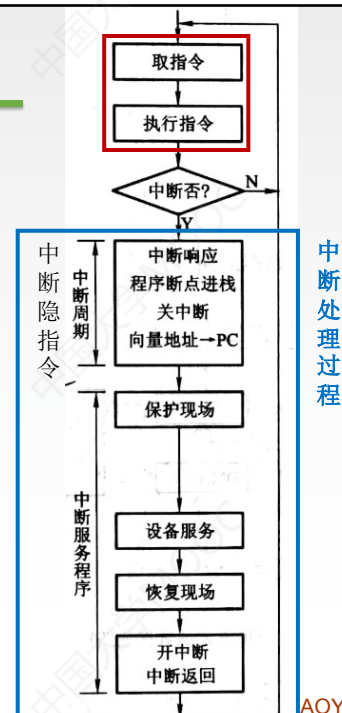 取指令
执行指令
中断否?
N
Y
中断隐指令
中断周期
中断响应
程序断点进栈
关中断
向量地址→PC
中断处理过程
保护现场
中断服务程序
设备服务
恢复现场
开中断
中断返回
AOY